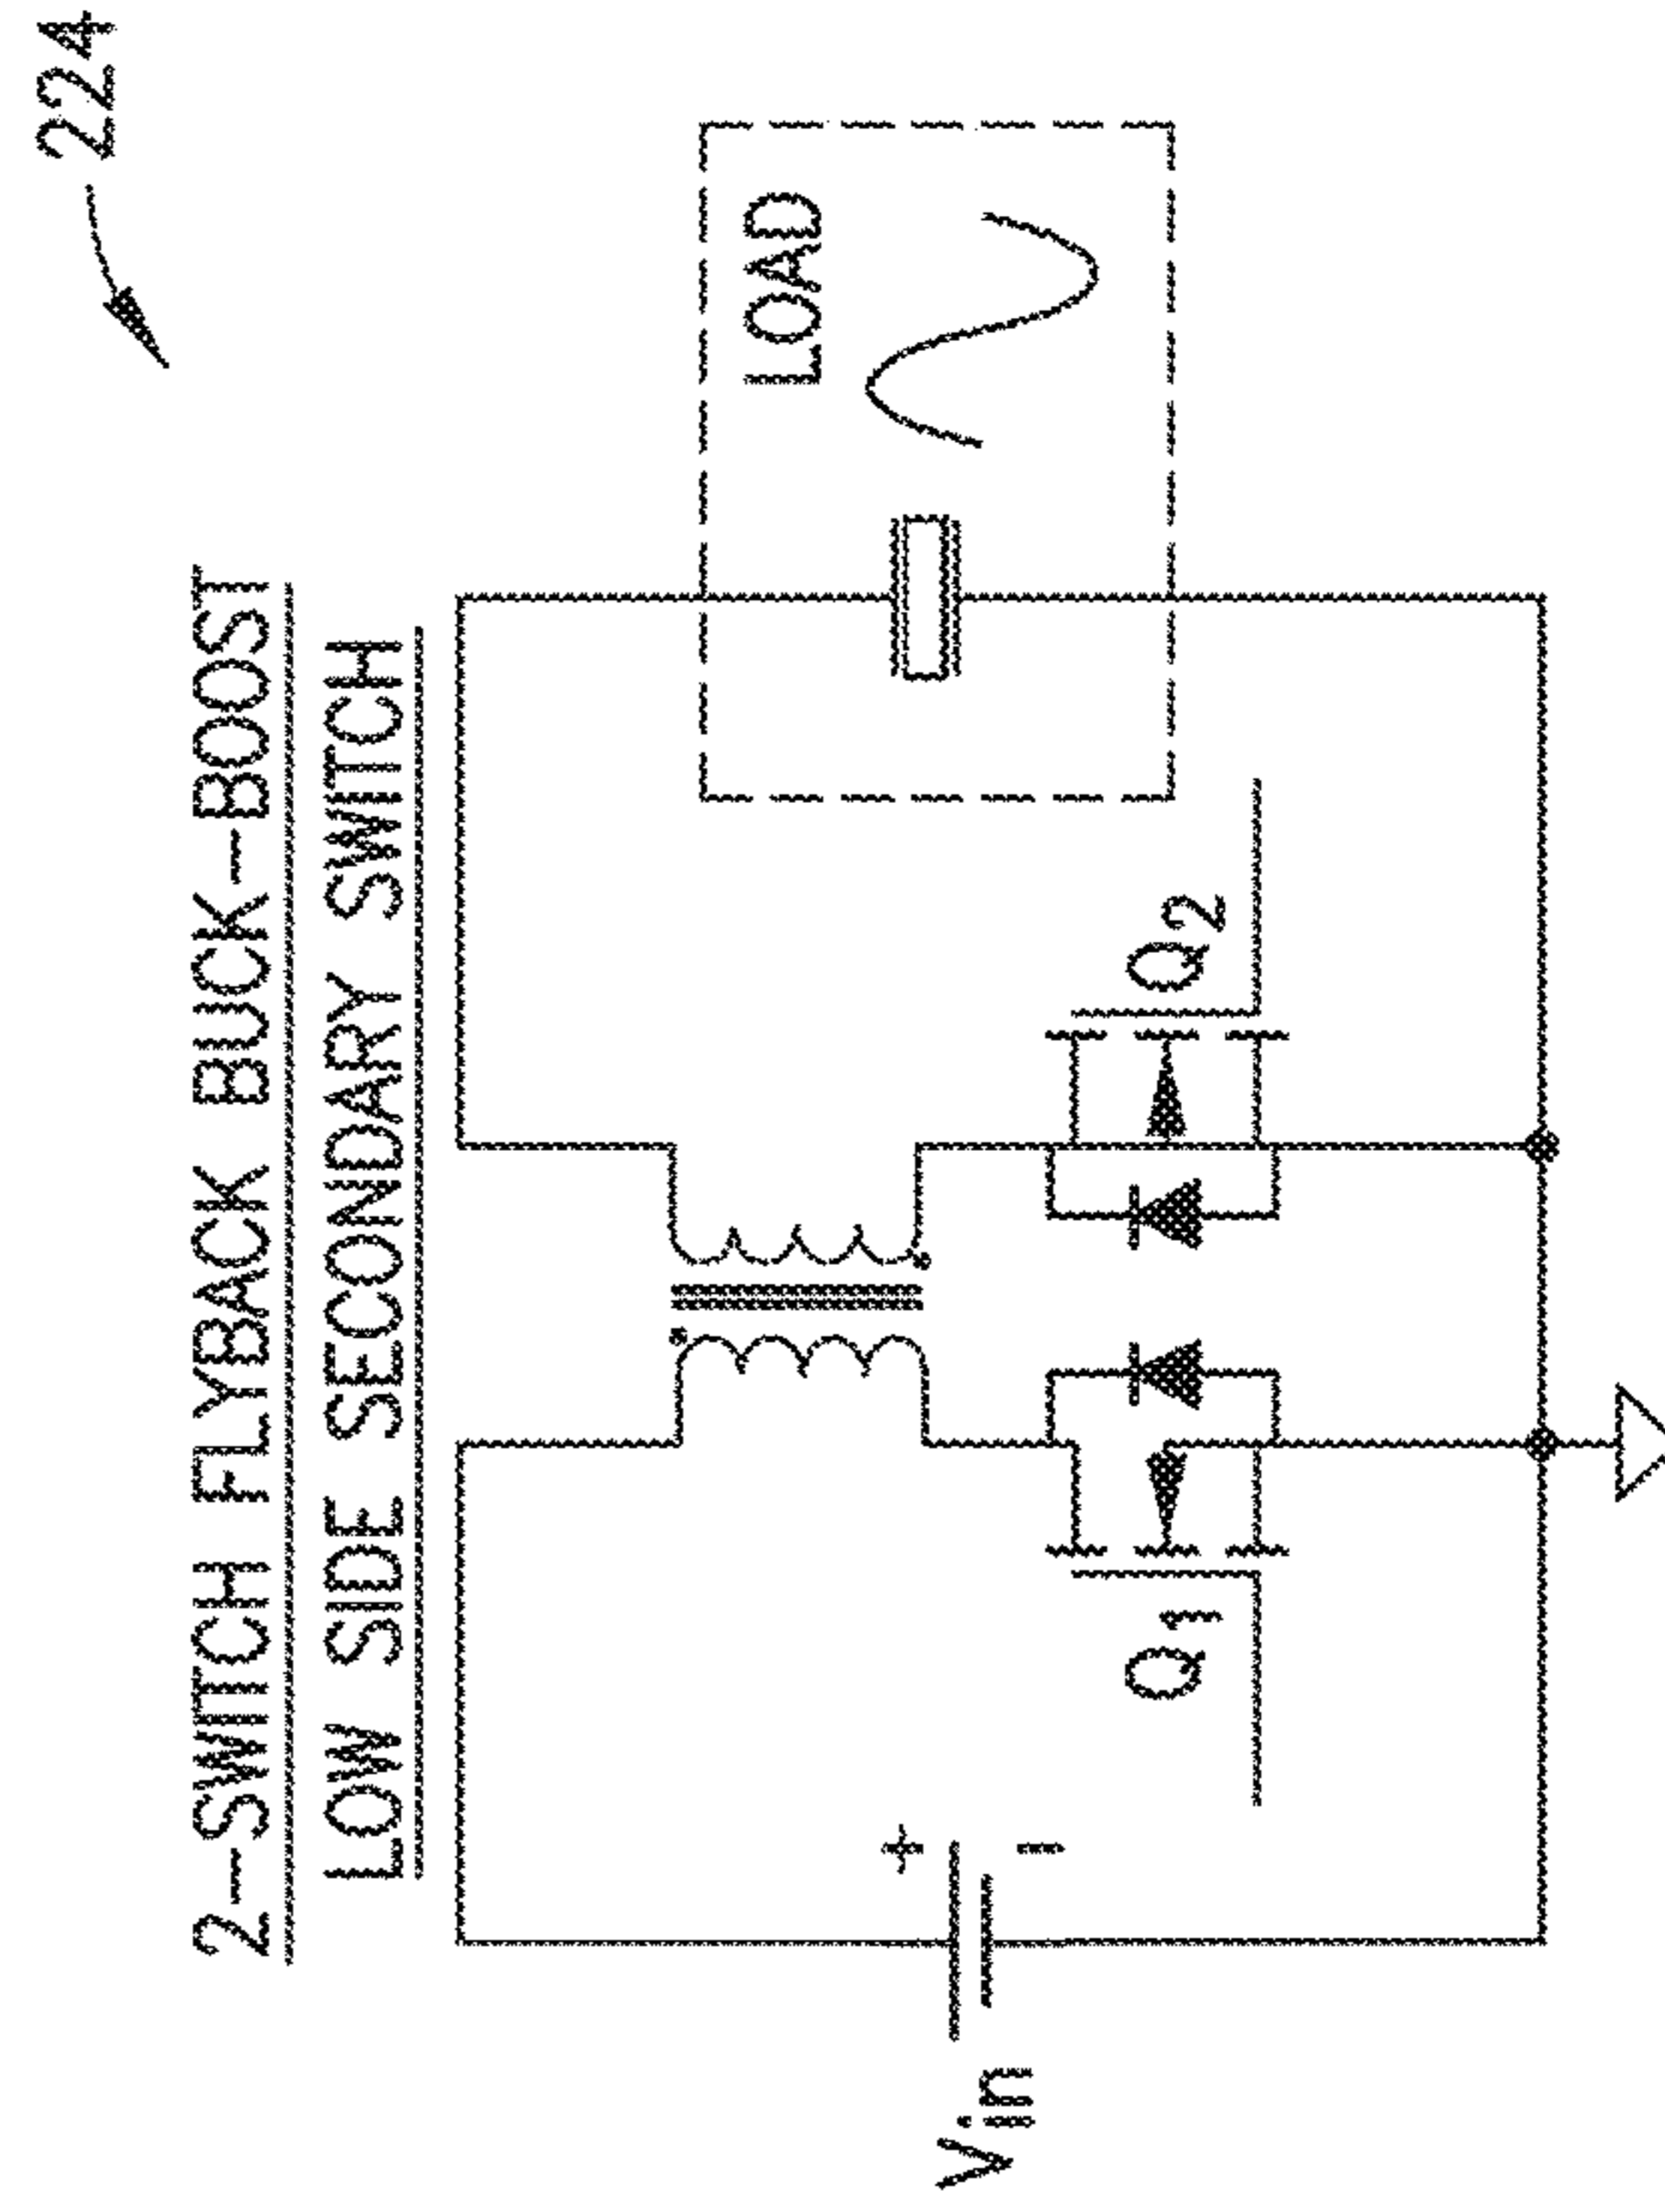 224
2-SWITCH FLYBACK BUCK-BOOST
LOW SIDE SECONDARY SWITCH
LOAD
Vin
+
-
Q1
Q2